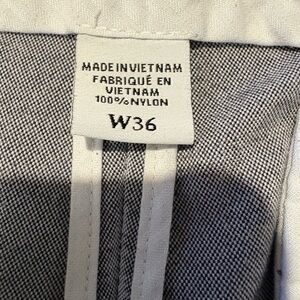 MADE IN VIETNAM
FABRIQUÉ EN
VIETNAM
100% NYLON
W36